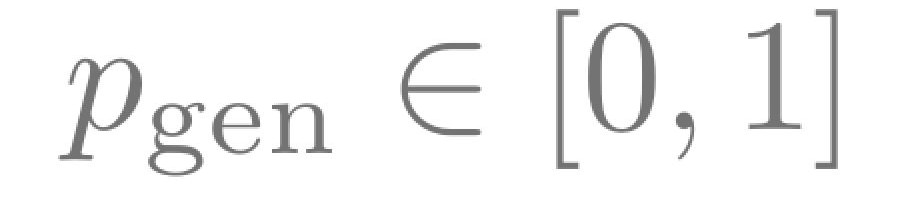 p_gen ∈ [0, 1]